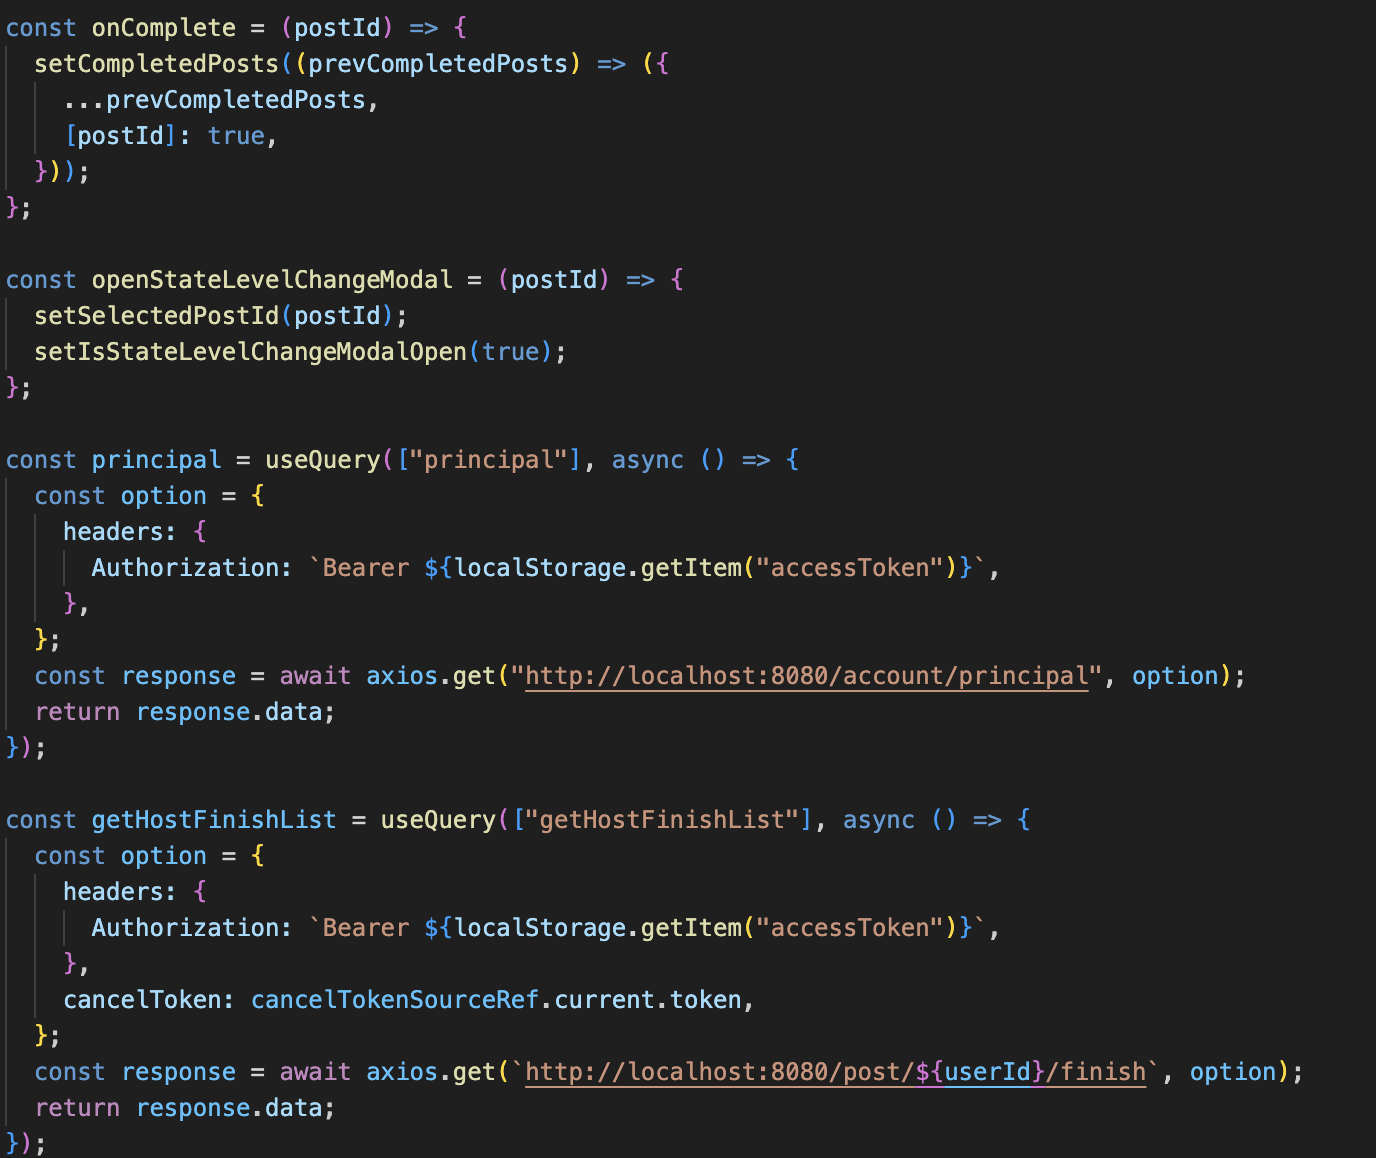 const onComplete = (postId) => {
  setCompletedPosts((prevCompletedPosts) => ({
    ...prevCompletedPosts,
    [postId]: true,
  }));
};

const openStateLevelChangeModal = (postId) => {
  setSelectedPostId(postId);
  setIsStateLevelChangeModalOpen(true);
};

const principal = useQuery(["principal"], async () => {
  const option = {
    headers: {
      Authorization: `Bearer ${localStorage.getItem("accessToken")}`,
    },
  };
  const response = await axios.get("http://localhost:8080/account/principal", option);
  return response.data;
});

const getHostFinishList = useQuery(["getHostFinishList"], async () => {
  const option = {
    headers: {
      Authorization: `Bearer ${localStorage.getItem("accessToken")}`,
    },
    cancelToken: cancelTokenSourceRef.current.token,
  };
  const response = await axios.get(`http://localhost:8080/post/${userId}/finish`, option);
  return response.data;
});